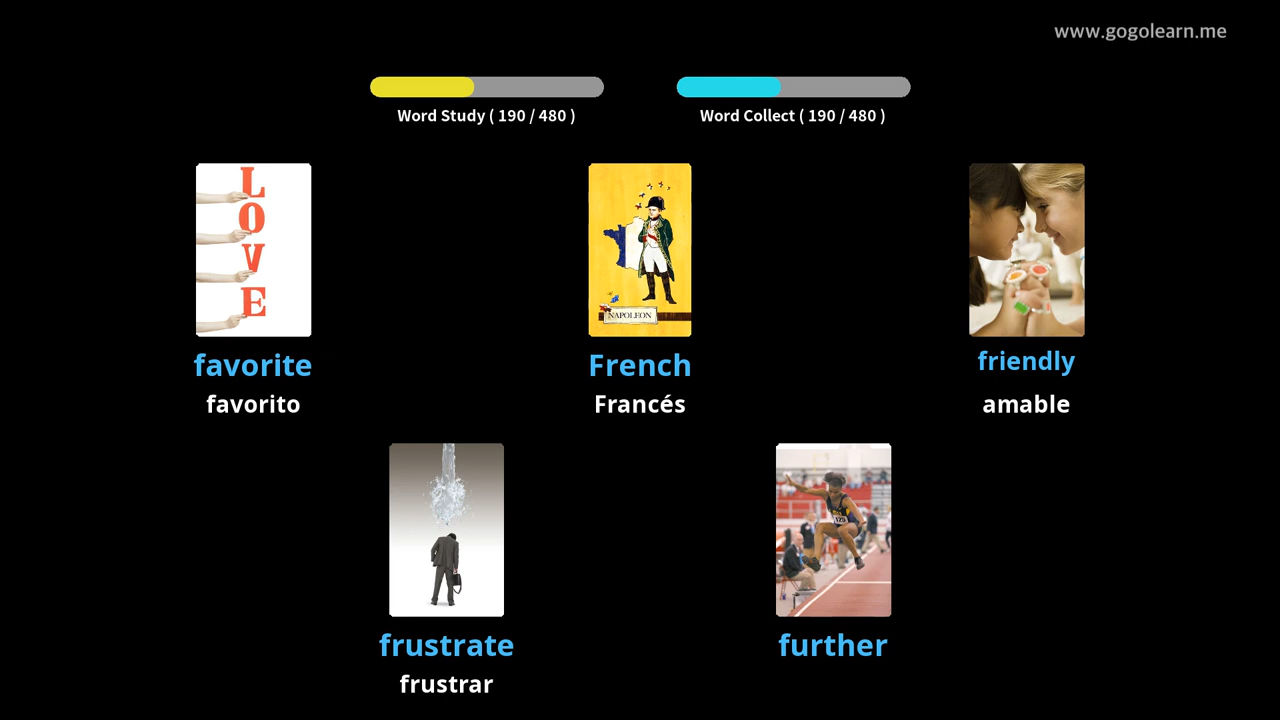 www.gogolearn.me
Word Study ( 190 / 480 )
Word Collect ( 190 / 480 )
L
O
V
E
NAPOLEON
favorite
French
friendly
favorito
Francés
amable
frustrate
further
frustrar